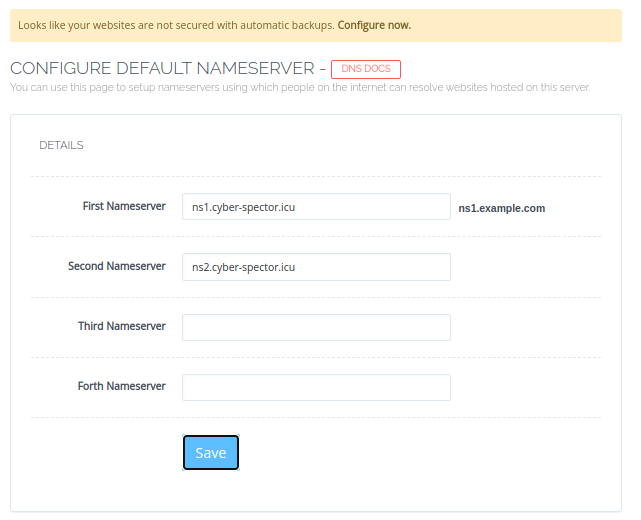 Looks like your websites are not secured with automatic backups. Configure now.
CONFIGURE DEFAULT NAMESERVER - DNS DOCS
You can use this page to setup nameservers using which people on the internet can resolve websites hosted on this server.
DETAILS
First Nameserver ns1.cyber-spector.icu ns1.example.com
Second Nameserver ns2.cyber-spector.icu
Third Nameserver
Forth Nameserver
Save